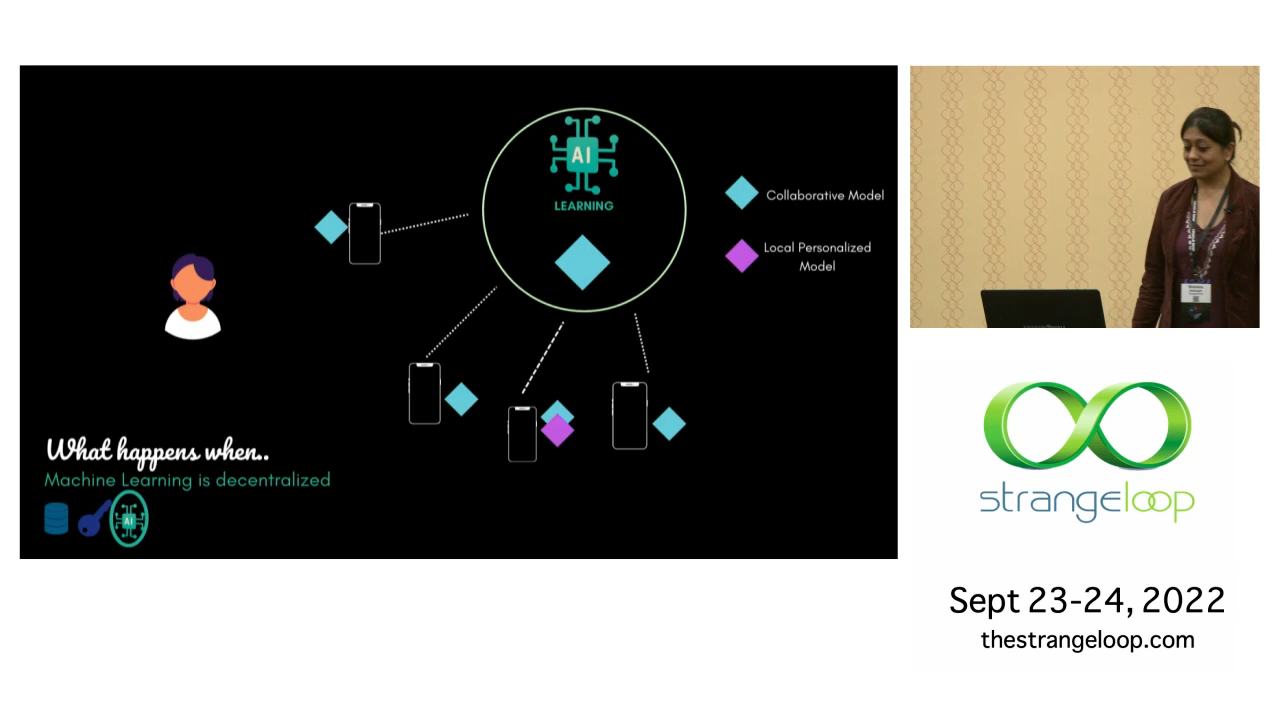 AI
LEARNING
Collaborative Model
Local Personalized
Model
What happens when..
Machine Learning is decentralized
AI
strangeloop
Sept 23-24, 2022
thestrangeloop.com